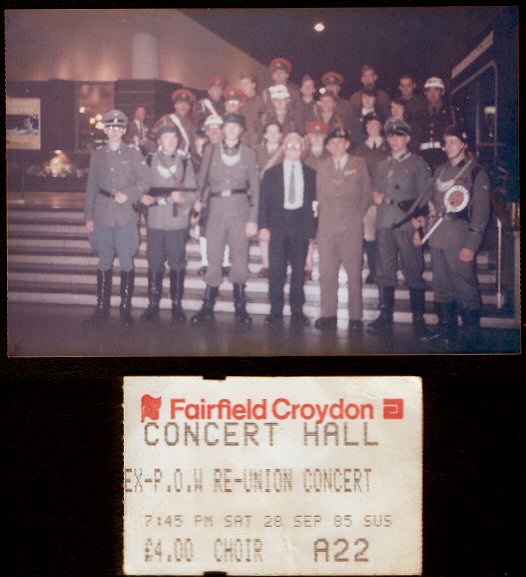 Fairfield Croydon
CONCERT HALL
EX-P.O.W RE-UNION CONCERT
7:45 PM SAT 28 SEP 85 SUS
£4.00 CHOIR A22